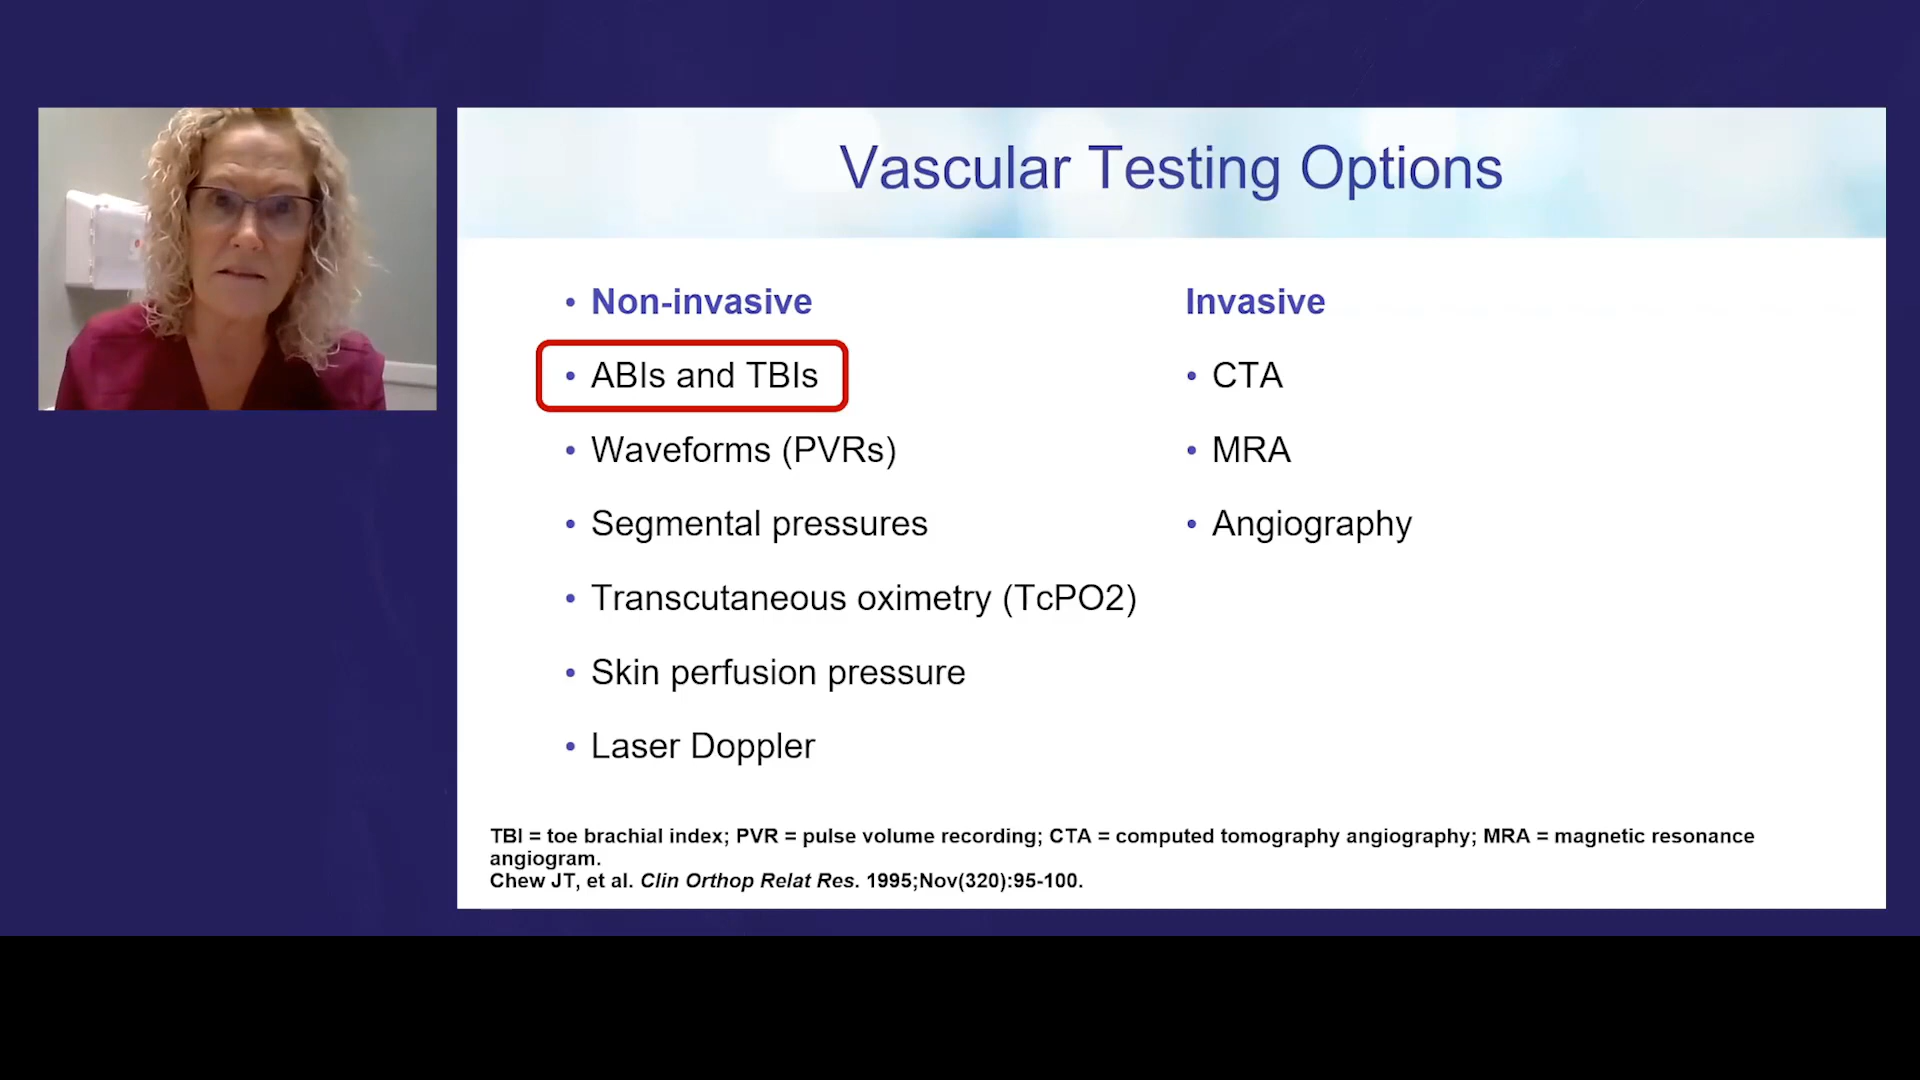 Vascular Testing Options
• Non-invasive
• ABIs and TBIs
• Waveforms (PVRs)
• Segmental pressures
• Transcutaneous oximetry (TcPO2)
• Skin perfusion pressure
• Laser Doppler
Invasive
• CTA
• MRA
• Angiography
TBI = toe brachial index; PVR = pulse volume recording; CTA = computed tomography angiography; MRA = magnetic resonance
angiogram.
Chew JT, et al. Clin Orthop Relat Res. 1995;Nov(320):95-100.